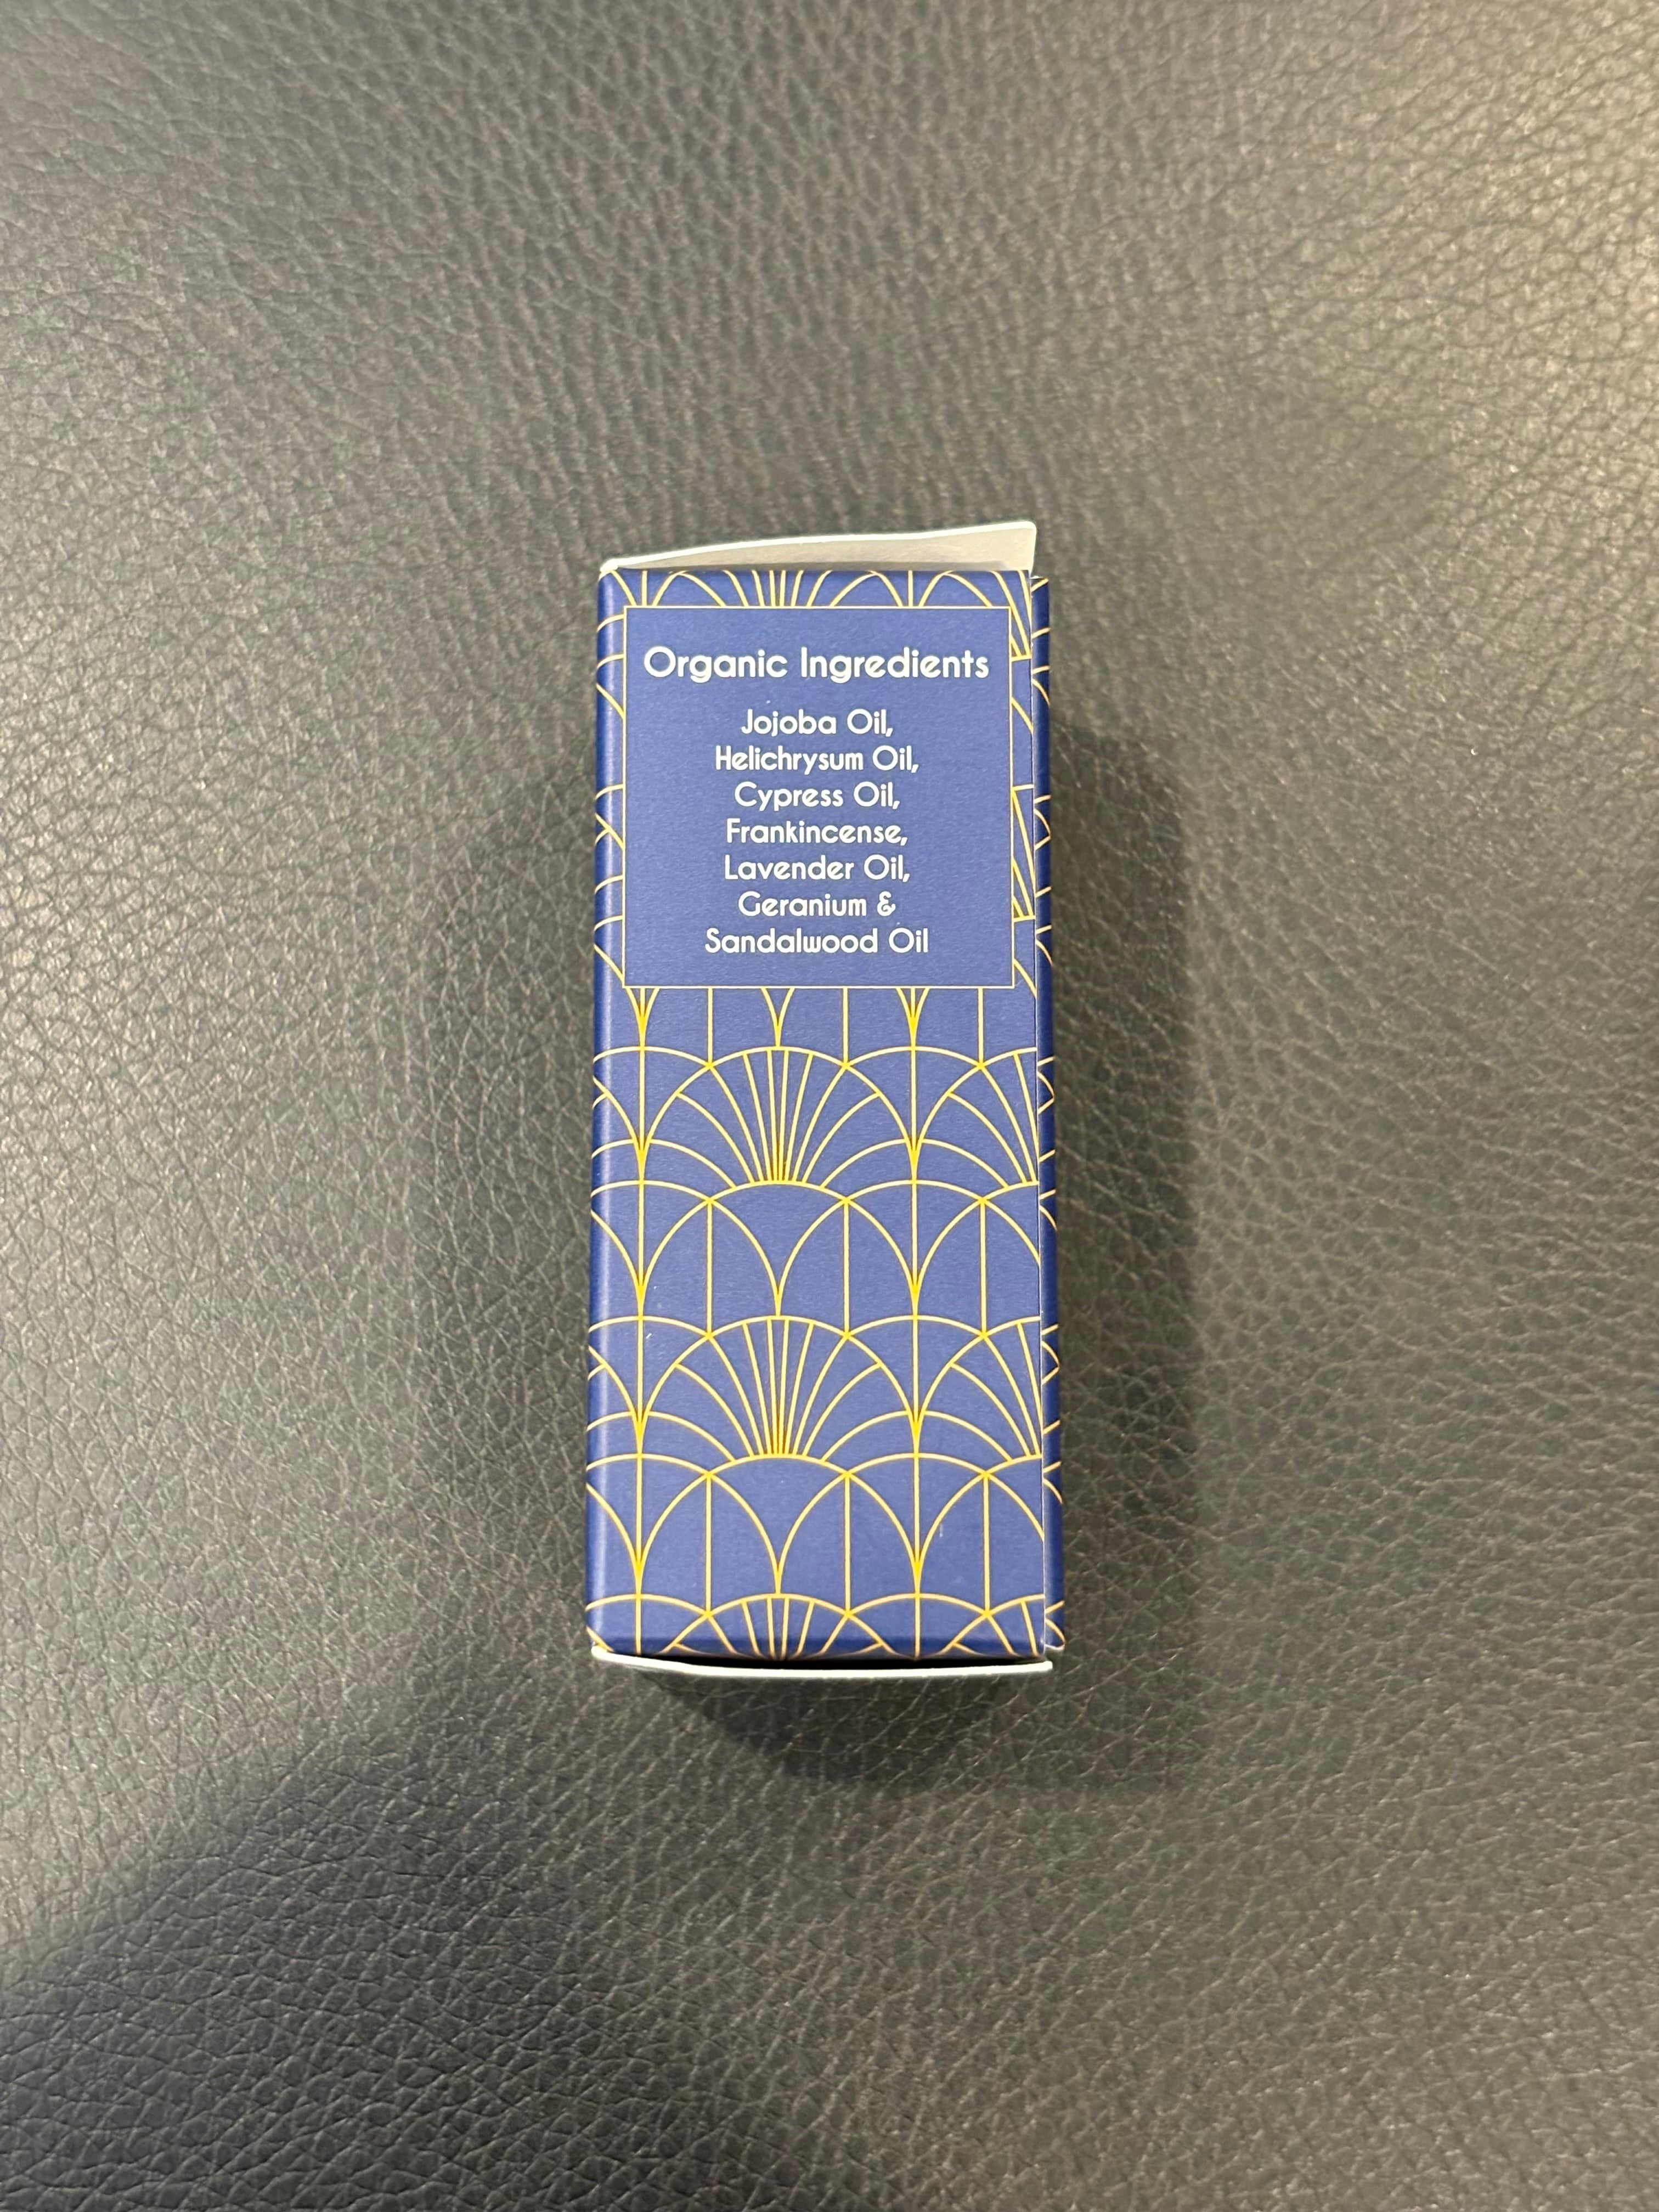 Organic Ingredients
Jojoba Oil,
Helichrysum Oil,
Cypress Oil,
Frankincense,
Lavender Oil,
Geranium &
Sandalwood Oil